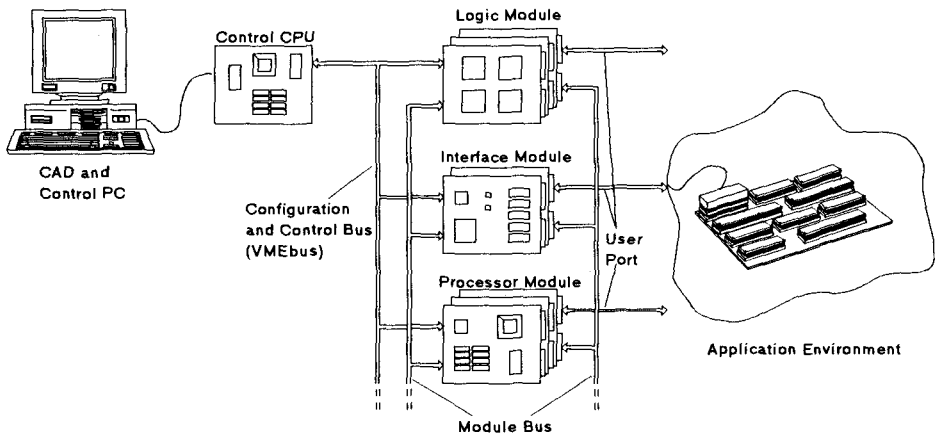 Logic Module
Control CPU
CAD and
Control PC
Interface Module
Configuration
and Control Bus
(VMEbus)
User
Port
Processor Module
Application Environment
Module Bus